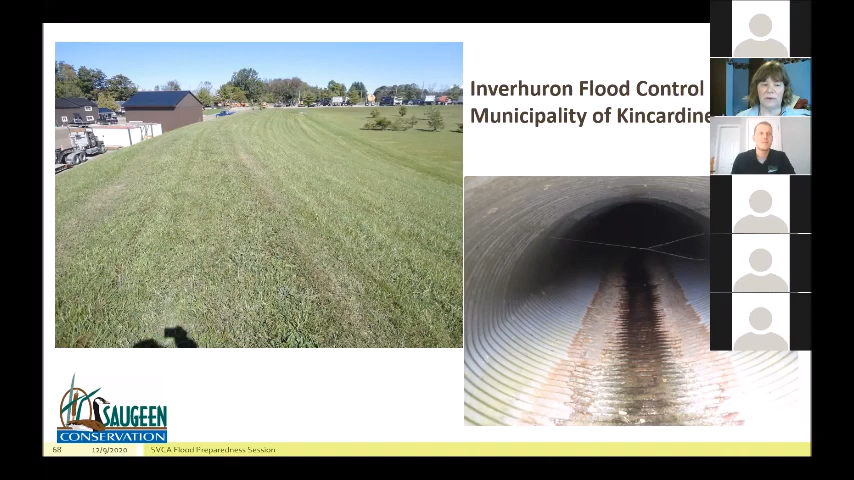 Inverhuron Flood Control
Municipality of Kincardine
SAUGEEN
CONSERVATION
68 12/9/2020 SVCA Flood Preparedness Session